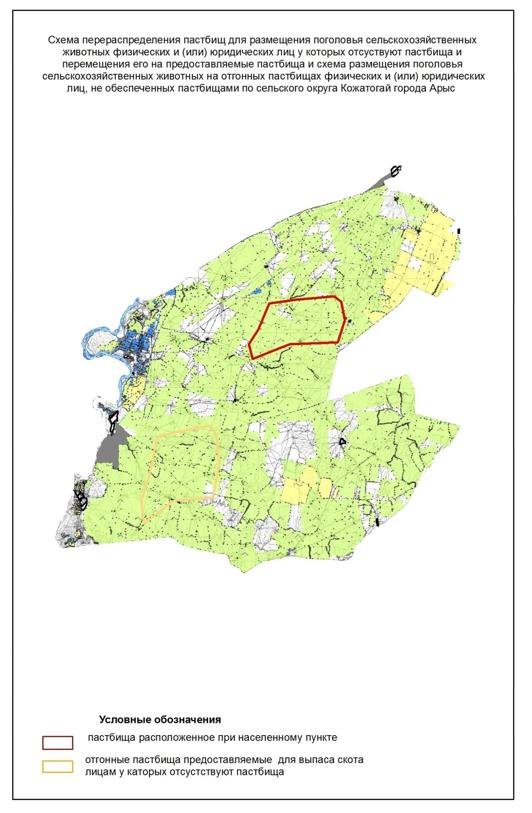 Схема перераспределения пастбищ для размещения поголовья сельскохозяйственных
животных физических и (или) юридических лиц у которых отсуствуют пастбища и
перемещения его на предоставляемые пастбища и схема размещения поголовья
сельскохозяйственных животных на отгонных пастбищах физических и (или) юридических
лиц, не обеспеченных пастбищами по сельского округа Кожатогай города Арыс
Условные обозначения
пастбища расположенное при населенному пункте
отгонные пастбища предоставляемые для выпаса скота
лицам у каторых отсустствуют пастбища